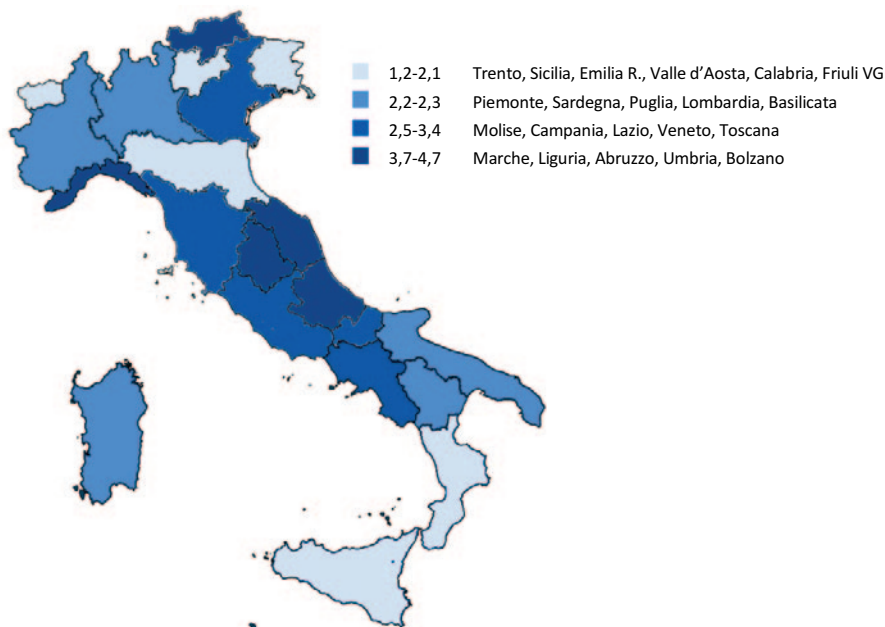 1,2-2,1 Trento, Sicilia, Emilia R., Valle d’Aosta, Calabria, Friuli VG
2,2-2,3 Piemonte, Sardegna, Puglia, Lombardia, Basilicata
2,5-3,4 Molise, Campania, Lazio, Veneto, Toscana
3,7-4,7 Marche, Liguria, Abruzzo, Umbria, Bolzano